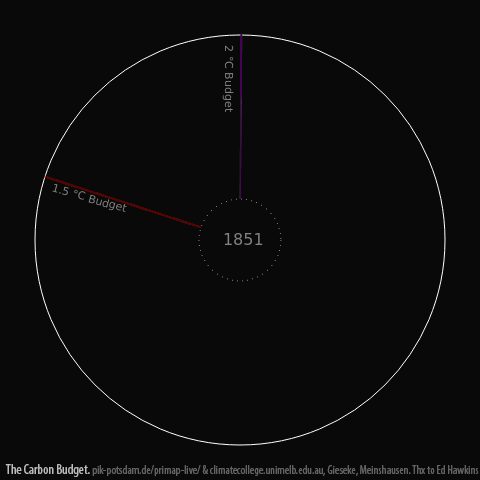 2 °C Budget
1.5 °C Budget
1851
The Carbon Budget. pik-potsdam.de/primap-live/ & climatecollege.unimelb.edu.au, Gieseke, Meinshausen. Thx to Ed Hawkins